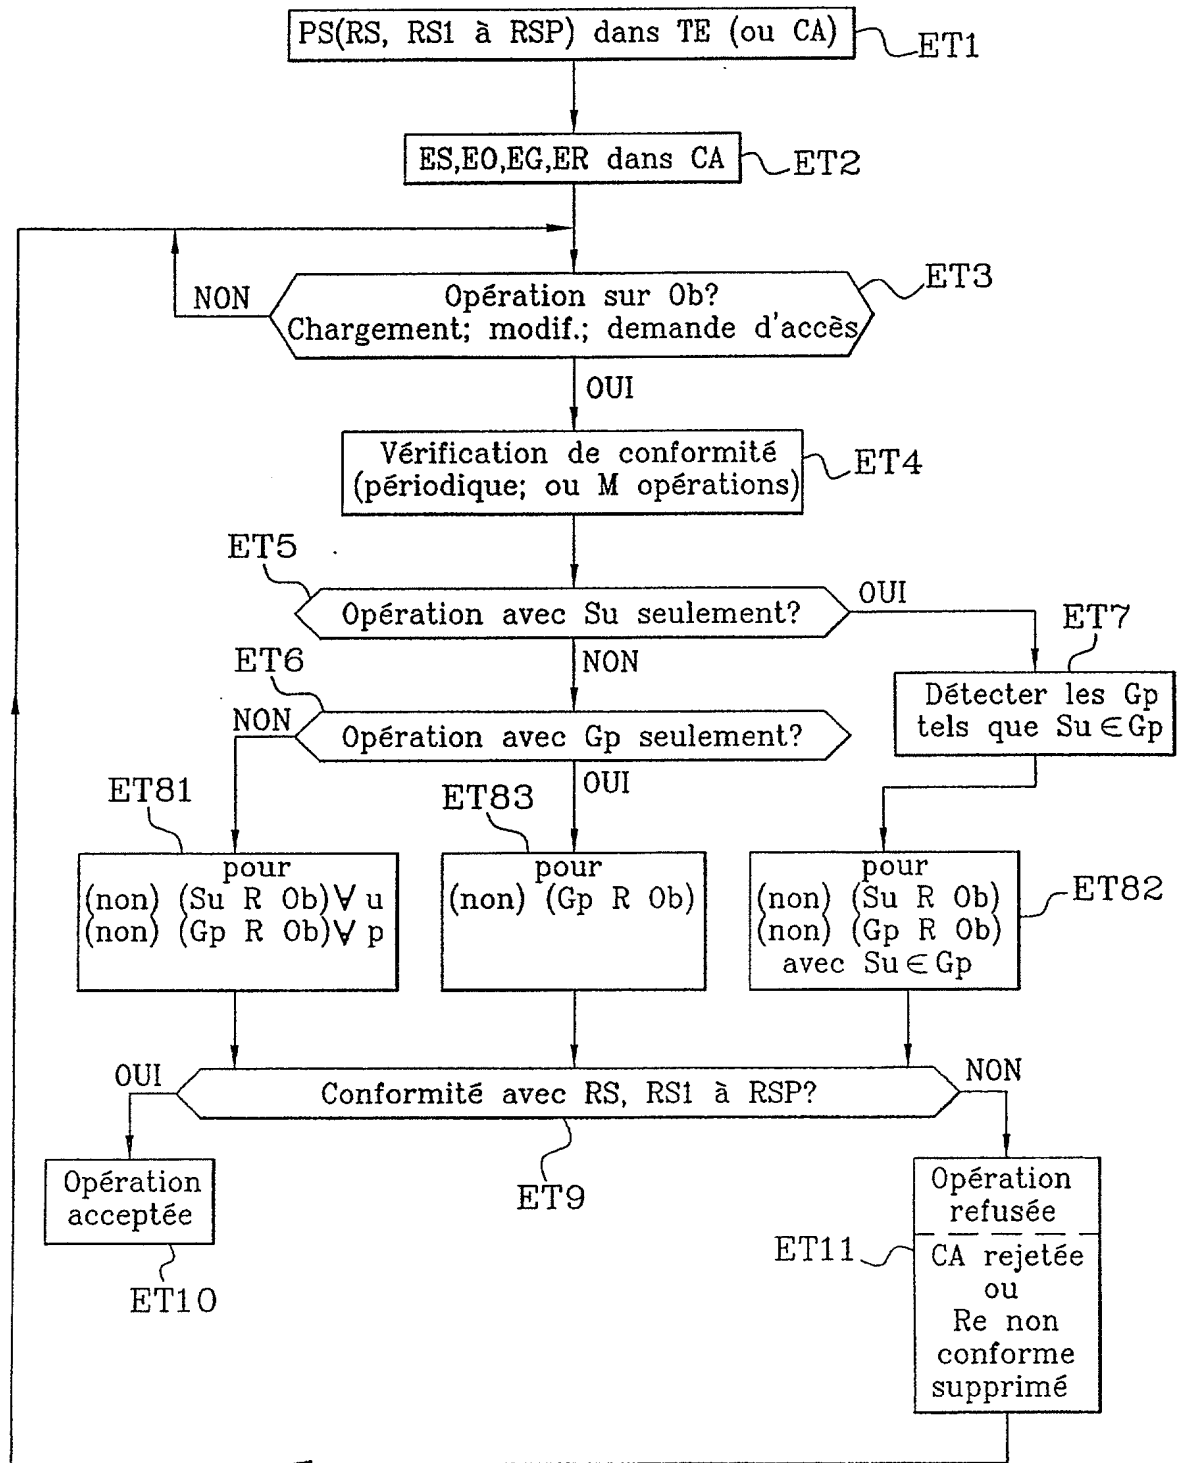 PS(RS, RS1 à RSP) dans TE (ou CA)
ET1
ES,EO,EG,ER dans CA
ET2
ET3
NON
Opération sur Ob?
Chargement; modif.; demande d'accès
OUI
Vérification de conformité
(périodique; ou M opérations)
ET4
ET5
Opération avec Su seulement?
OUI
ET7
ET6
NON
Détecter les Gp
tels que Su ∈ Gp
NON
Opération avec Gp seulement?
OUI
ET81
ET83
pour
(non) (Su R Ob)∀ u
(non) (Gp R Ob)∀ p
pour
(non) (Gp R Ob)
pour
(non) (Su R Ob)
(non) (Gp R Ob)
avec Su ∈ Gp
ET82
OUI
Conformité avec RS, RS1 à RSP?
NON
ET9
Opération
acceptée
ET10
Opération
refusée
ET11
CA rejetée
ou
Re non
conforme
supprimé